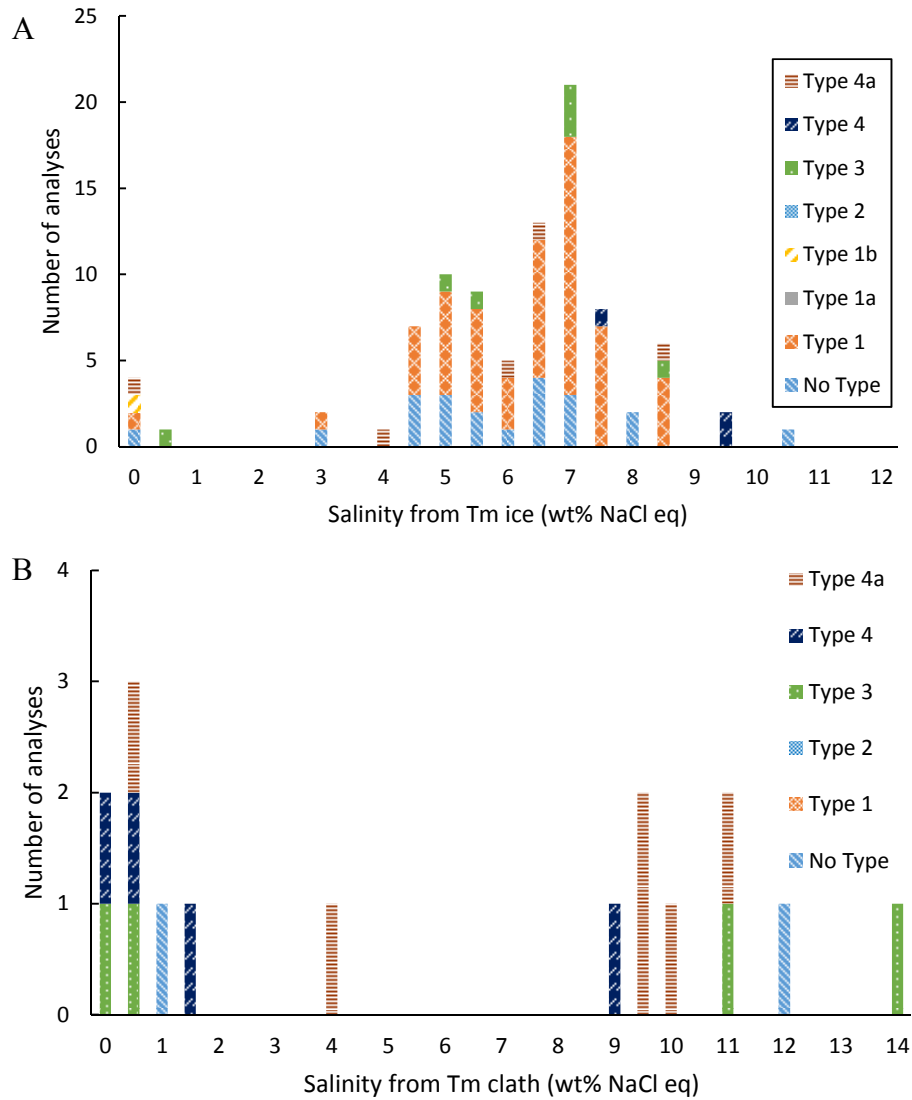 A
25
20
15
10
5
0
Number of analyses
Type 4a
Type 4
Type 3
Type 2
Type 1b
Type 1a
Type 1
No Type
0 1 2 3 4 5 6 7 8 9 10 11 12
Salinity from Tm ice (wt% NaCl eq)
B
4
3
2
1
0
Number of analyses
Type 4a
Type 4
Type 3
Type 2
Type 1
No Type
0 1 2 3 4 5 6 7 8 9 10 11 12 13 14
Salinity from Tm clath (wt% NaCl eq)